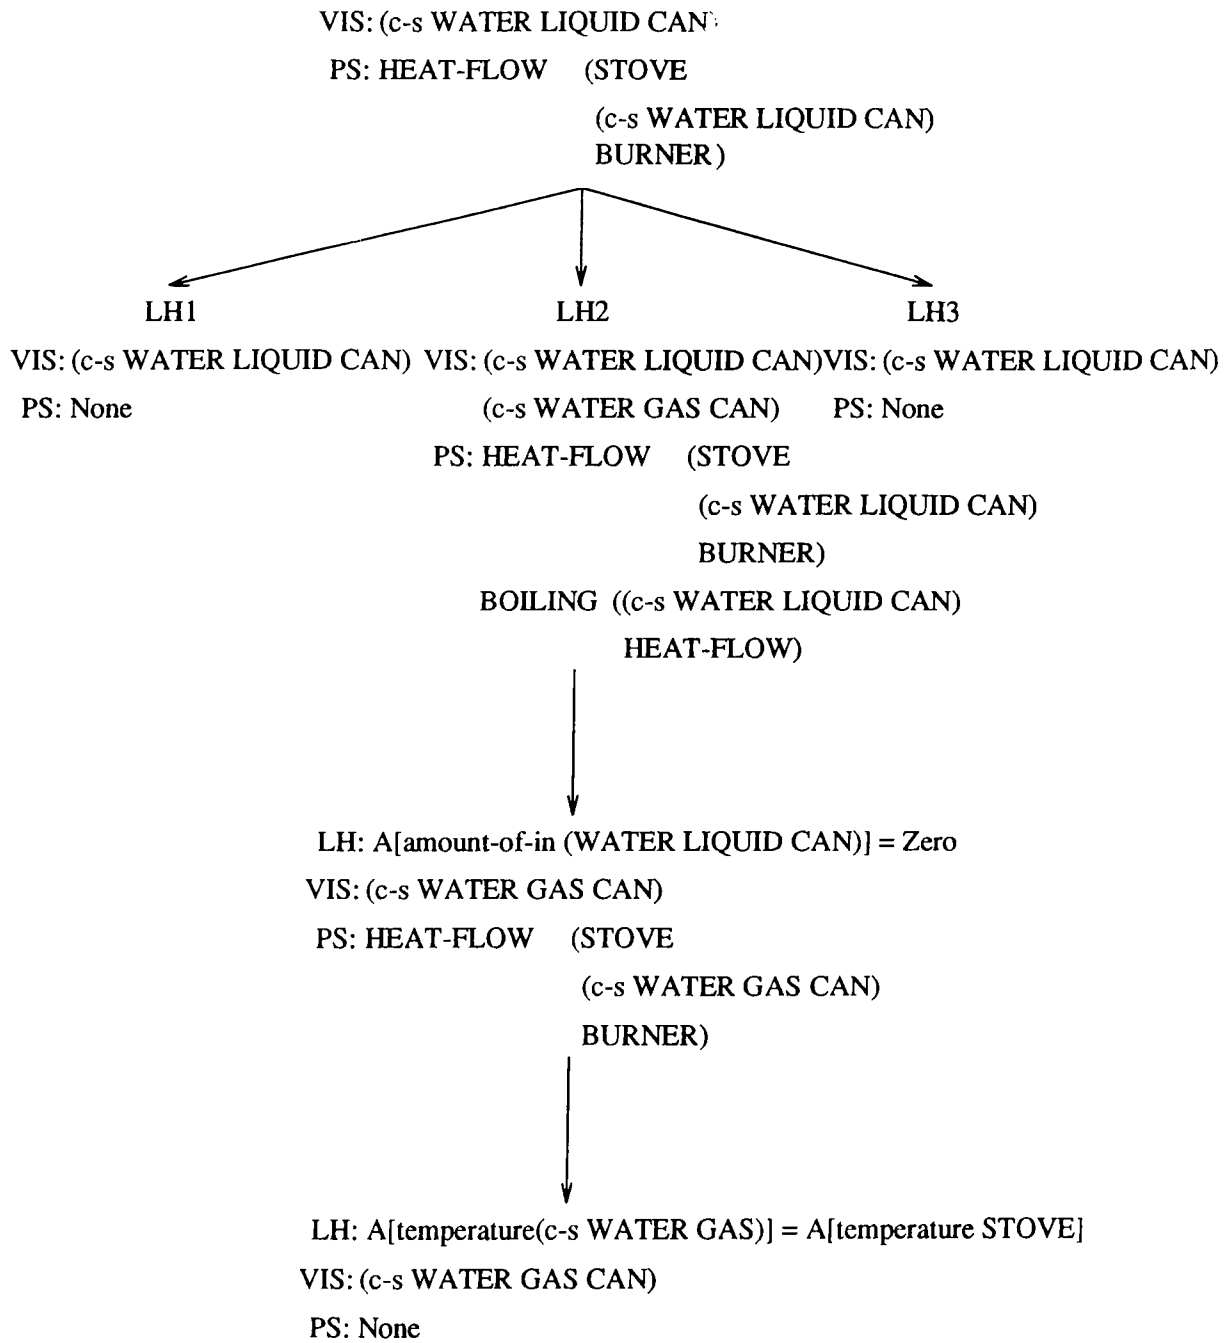 VIS: (c-s WATER LIQUID CAN)
PS: HEAT-FLOW (STOVE
(c-s WATER LIQUID CAN)
BURNER)
LH1
LH2
LH3
VIS: (c-s WATER LIQUID CAN)
VIS: (c-s WATER LIQUID CAN)
VIS: (c-s WATER LIQUID CAN)
PS: None
(c-s WATER GAS CAN)
PS: None
PS: HEAT-FLOW (STOVE
(c-s WATER LIQUID CAN)
BURNER)
BOILING ((c-s WATER LIQUID CAN)
HEAT-FLOW)
LH: A[amount-of-in (WATER LIQUID CAN)] = Zero
VIS: (c-s WATER GAS CAN)
PS: HEAT-FLOW (STOVE
(c-s WATER GAS CAN)
BURNER)
LH: A[temperature(c-s WATER GAS)] = A[temperature STOVE]
VIS: (c-s WATER GAS CAN)
PS: None